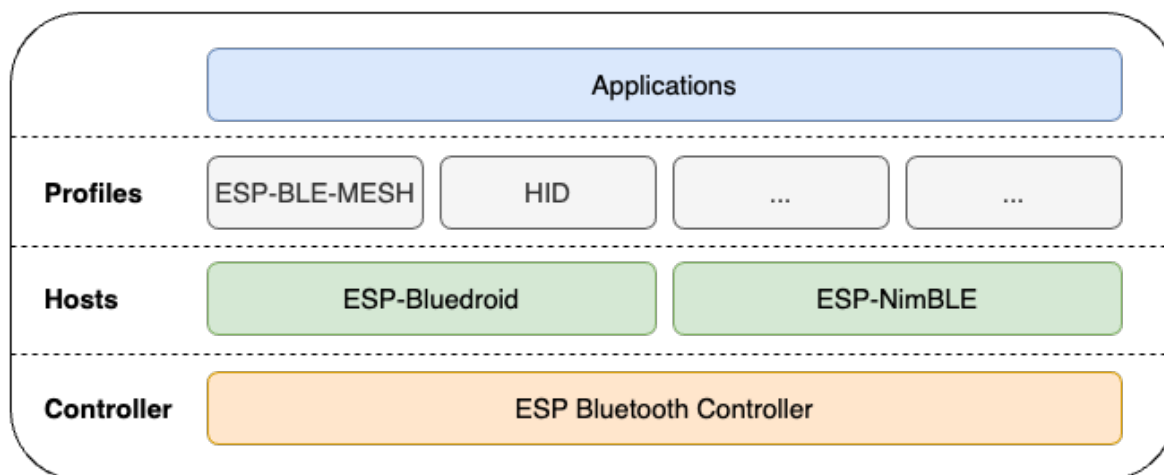 Applications
Profiles
ESP-BLE-MESH
HID
...
...
Hosts
ESP-Bluedroid
ESP-NimBLE
Controller
ESP Bluetooth Controller